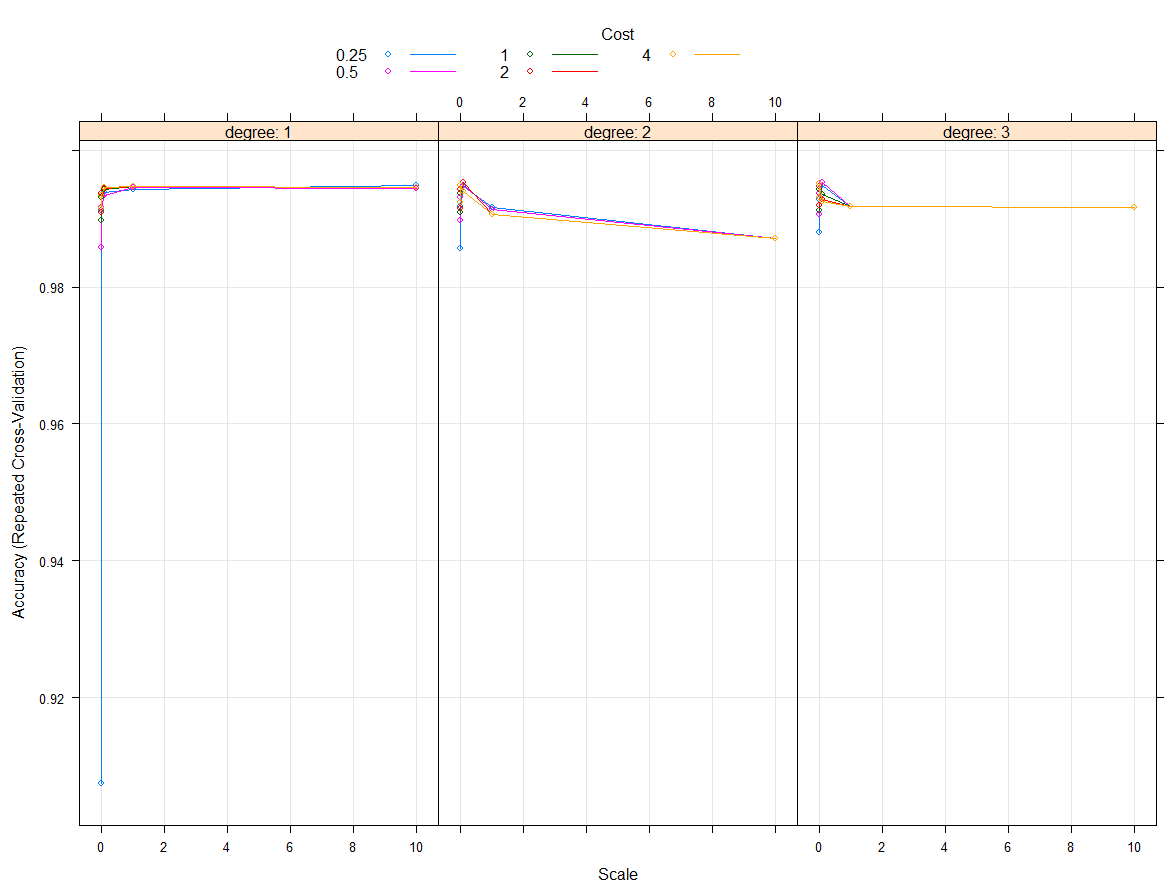 Cost
0.25 1 4
0.5 2
0 2 4 6 8 10
degree: 1 degree: 2 degree: 3
0.98
0.96
0.94
0.92
Accuracy (Repeated Cross-Validation)
0 2 4 6 8 10 0 2 4 6 8 10
Scale